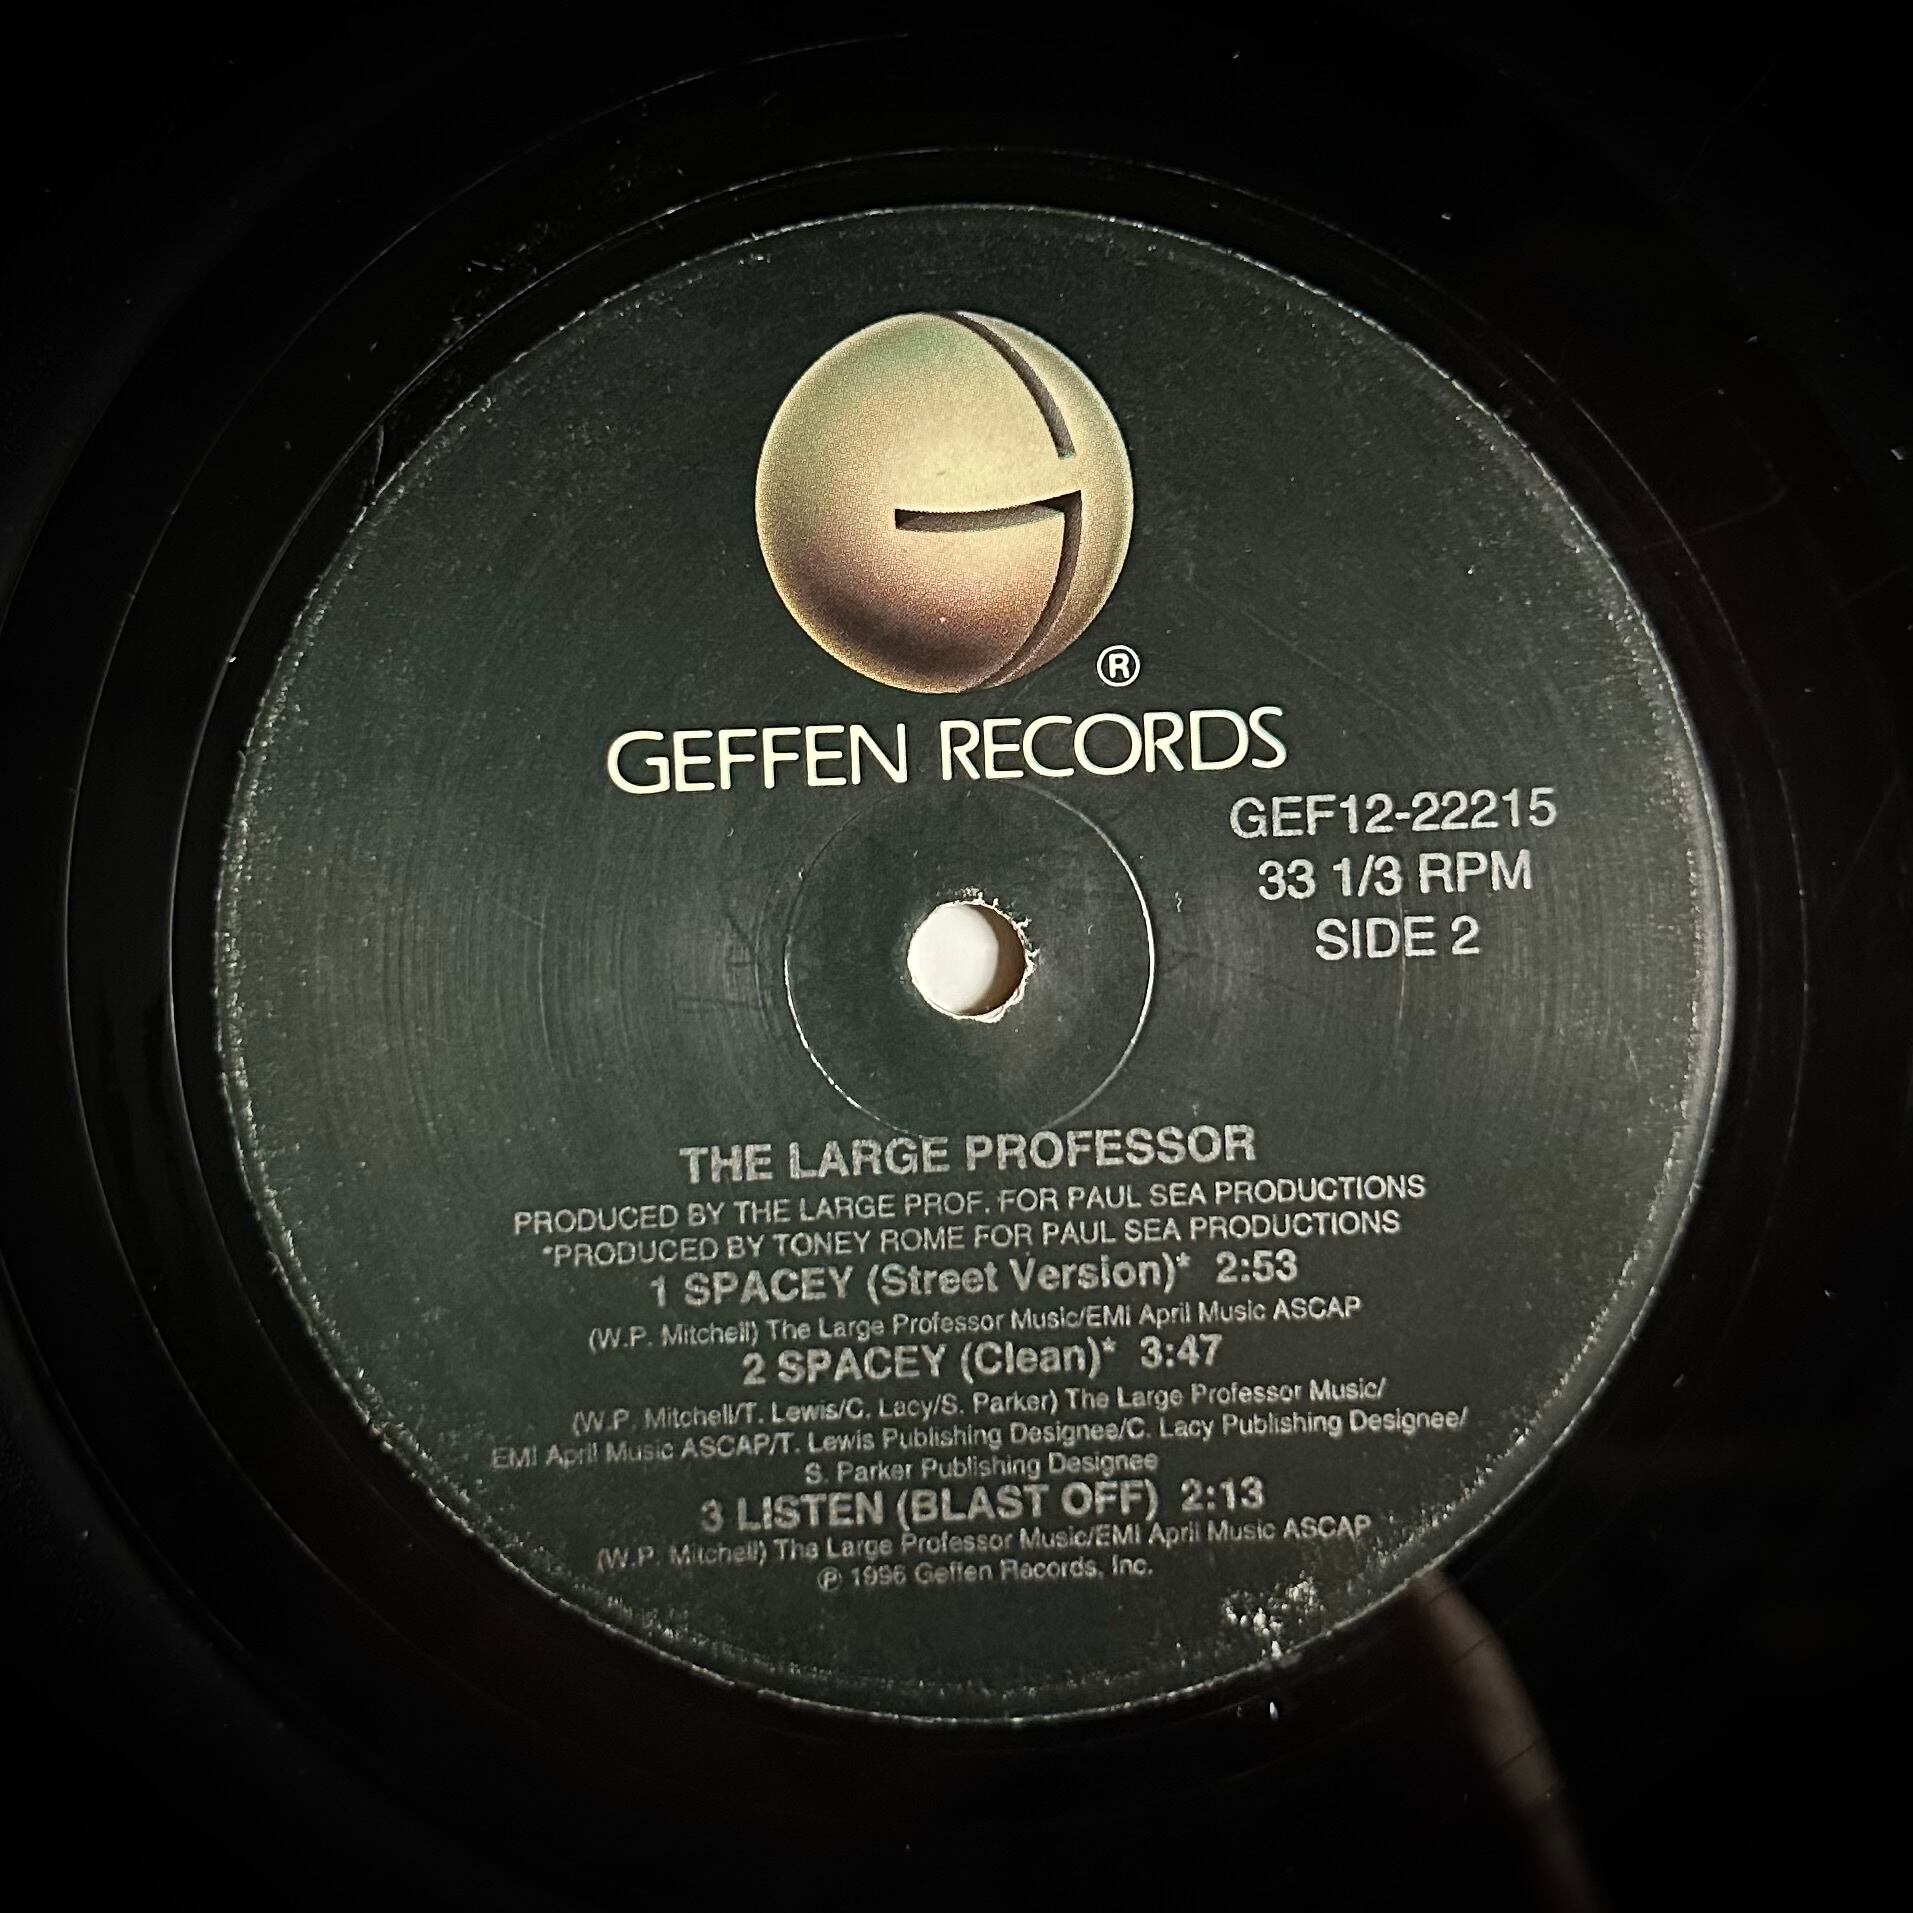 ®
GEFFEN RECORDS
GEF12-22215
33 1/3 RPM
SIDE 2
THE LARGE PROFESSOR
PRODUCED BY THE LARGE PROF. FOR PAUL SEA PRODUCTIONS
*PRODUCED BY TONEY ROME FOR PAUL SEA PRODUCTIONS
1 SPACEY (Street Version)* 2:53
(W.P. Mitchell) The Large Professor Music/EMI April Music ASCAP
2 SPACEY (Clean)* 3:47
(W.P. Mitchell/T. Lewis/C. Lacy/S. Parker) The Large Professor Music/
EMI April Music ASCAP/T. Lewis Publishing Designee/C. Lacy Publishing Designee/
S. Parker Publishing Designee
3 LISTEN (BLAST OFF) 2:13
(W.P. Mitchell) The Large Professor Music/EMI April Music ASCAP
℗ 1996 Geffen Records, Inc.